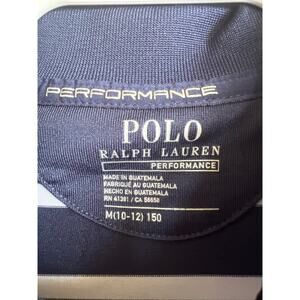 PERFORMANCE
POLO
RALPH LAUREN
PERFORMANCE
MADE IN GUATEMALA
FABRIQUÉ AU GUATEMALA
HECHO EN GUATEMALA
RN 41381 / CA 56650
M(10-12) 150